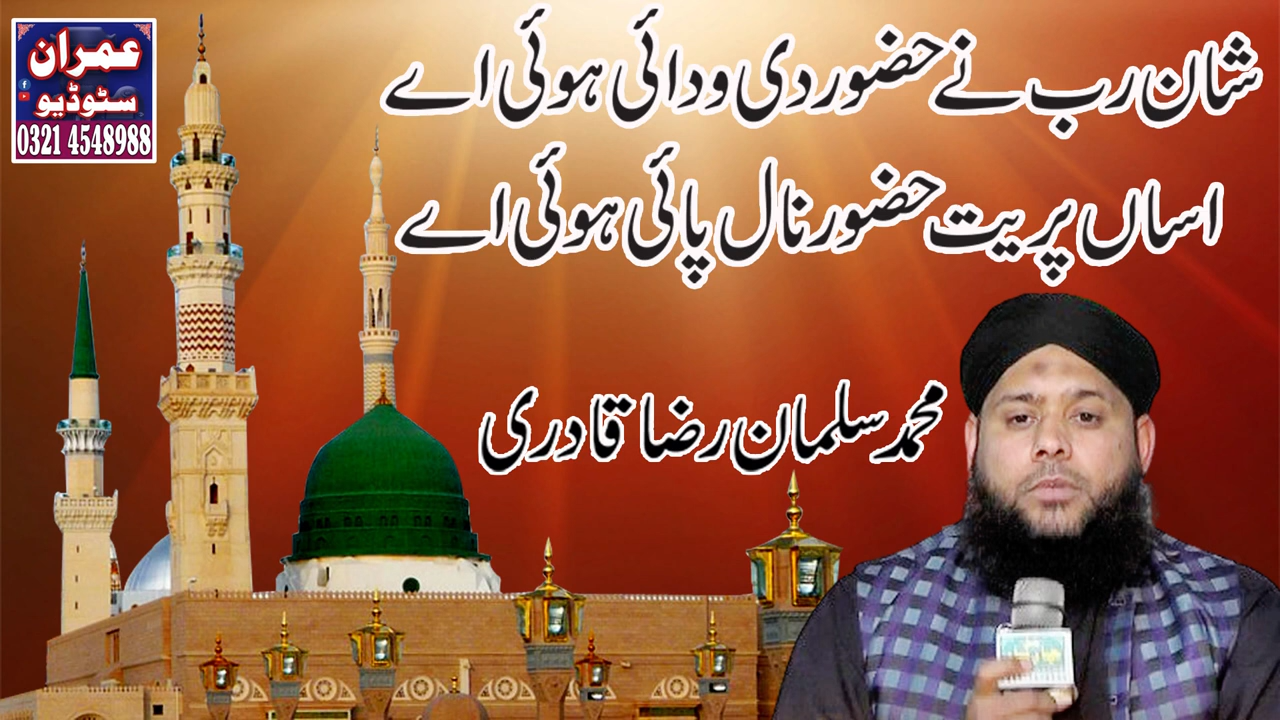 عمران
سٹوڈیو
0321 4548988
شان رب نے حضور دی ودائی ہوئی اے
اساں پریت حضور نال پائی ہوئی اے
محمد سلمان رضا قادری